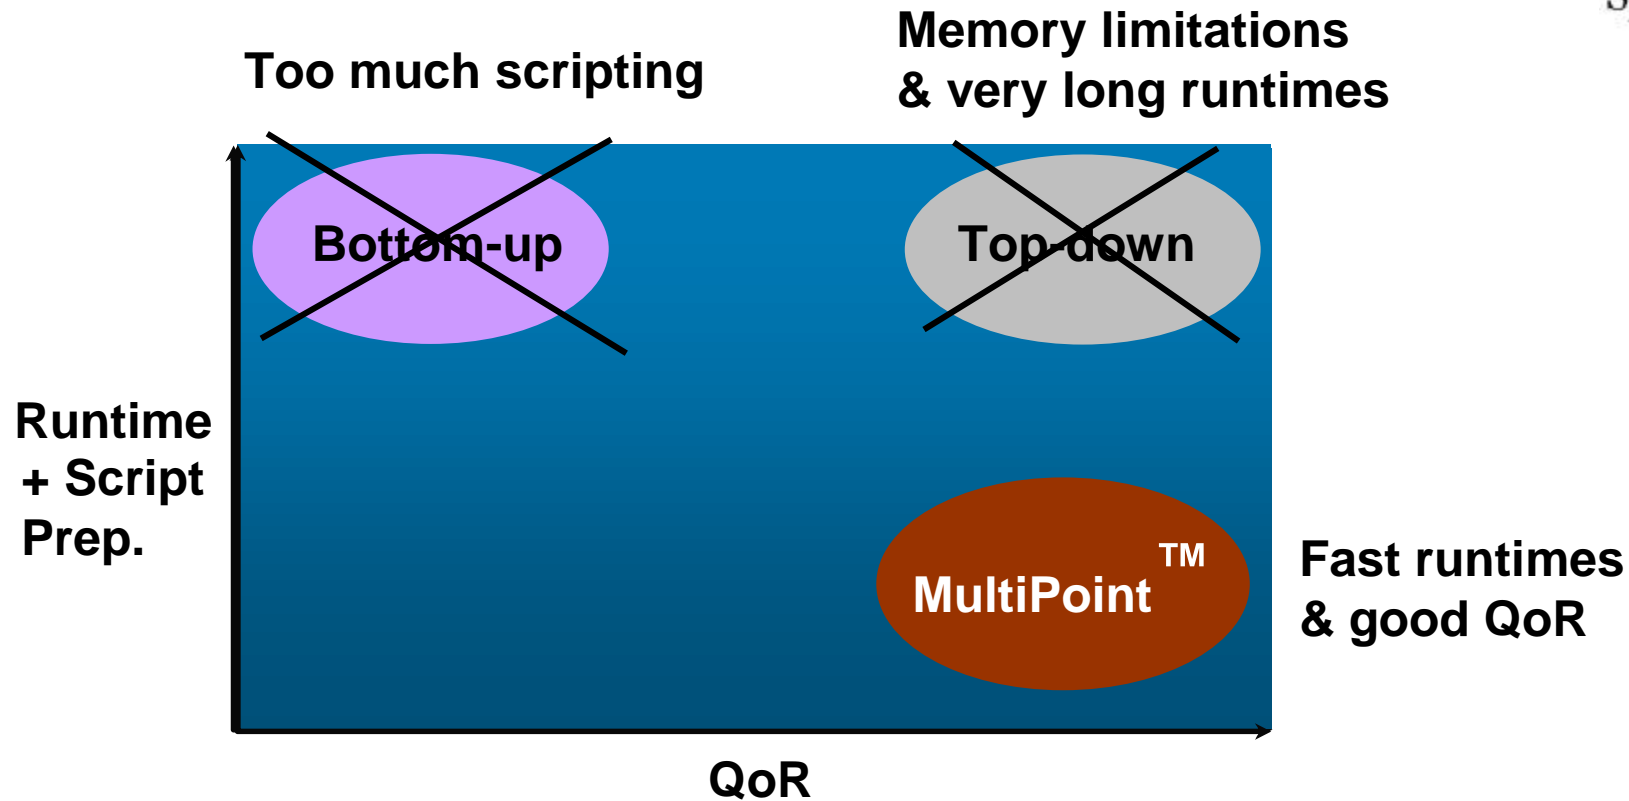 Too much scripting
Memory limitations
& very long runtimes
Bottom-up
Top-down
Runtime
+ Script
Prep.
MultiPoint TM
Fast runtimes
& good QoR
QoR